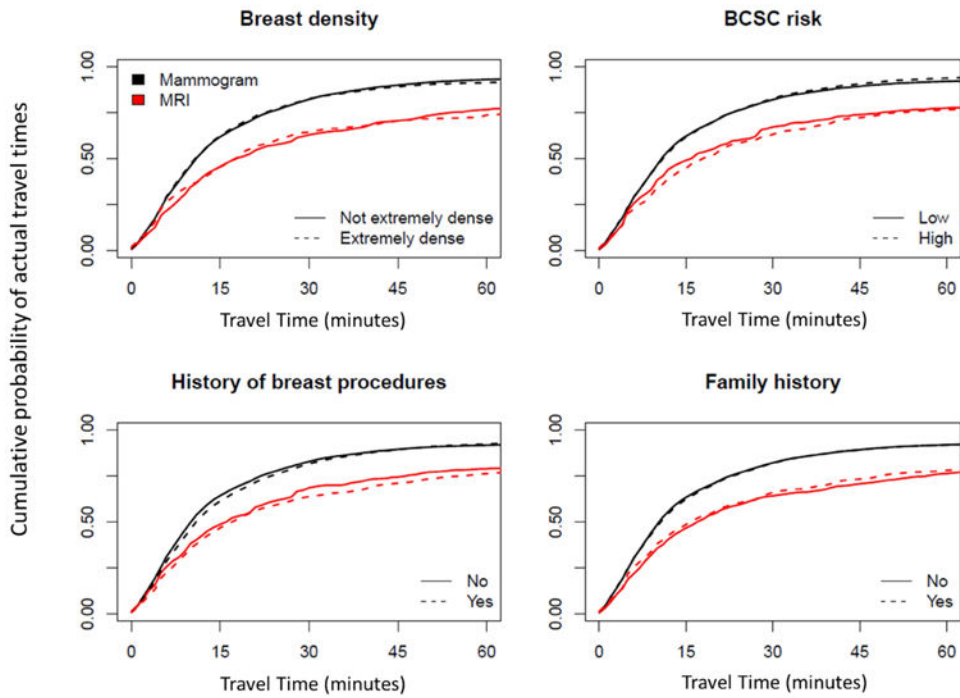 Cumulative probability of actual travel times
Breast density
1.00
0.50
0.00
Mammogram
MRI
Not extremely dense
Extremely dense
0 15 30 45 60
Travel Time (minutes)
BCSC risk
1.00
0.50
0.00
Low
High
0 15 30 45 60
Travel Time (minutes)
History of breast procedures
1.00
0.50
0.00
No
Yes
0 15 30 45 60
Travel Time (minutes)
Family history
1.00
0.50
0.00
No
Yes
0 15 30 45 60
Travel Time (minutes)